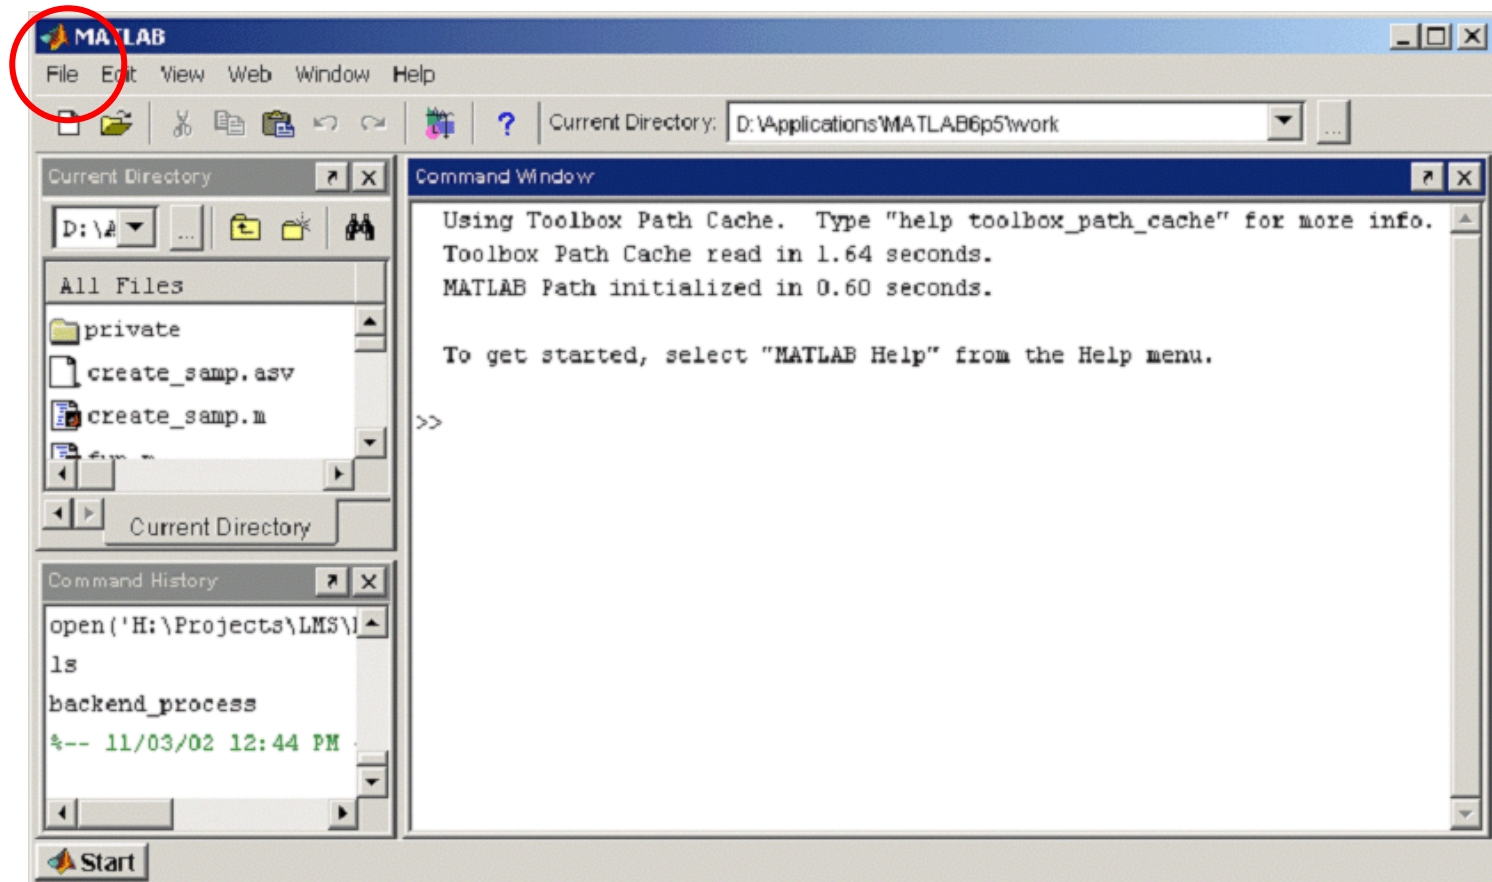 MATLAB
File Edit View Web Window Help
? Current Directory: D:\Applications\MATLAB6p5\work ...
Current Directory
D:\A ...
All Files
private
create_samp.asv
create_samp.m
Current Directory
Command History
open('H:\Projects\LMS\
ls
backend_process
%-- 11/03/02 12:44 PM
Command Window
Using Toolbox Path Cache.  Type "help toolbox_path_cache" for more info.
Toolbox Path Cache read in 1.64 seconds.
MATLAB Path initialized in 0.60 seconds.
To get started, select "MATLAB Help" from the Help menu.
>>
Start